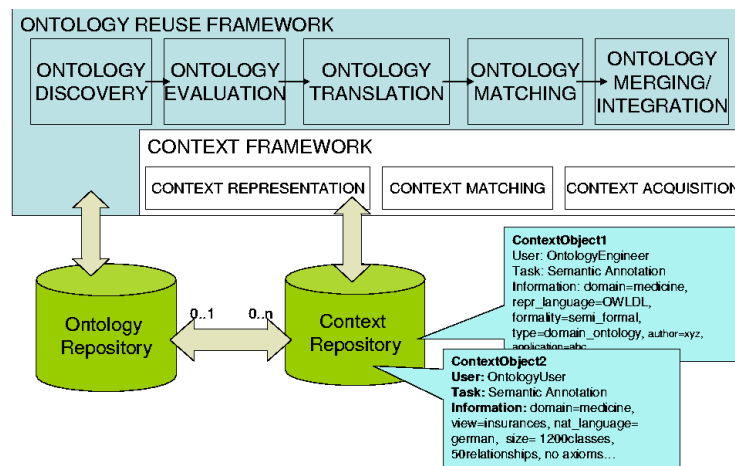 ONTOLOGY REUSE FRAMEWORK
ONTOLOGY
DISCOVERY
ONTOLOGY
EVALUATION
ONTOLOGY
TRANSLATION
ONTOLOGY
MATCHING
ONTOLOGY
MERGING/
INTEGRATION
CONTEXT FRAMEWORK
CONTEXT REPRESENTATION
CONTEXT MATCHING
CONTEXT ACQUISITION
ContextObject1
User: OntologyEngineer
Task: Semantic Annotation
Information: domain=medicine,
repr_language=OWLDL,
formality=semi_formal,
type=domain_ontology, author=xyz,
application=abc
Ontology
Repository
0..1
0..n
Context
Repository
ContextObject2
User: OntologyUser
Task: Semantic Annotation
Information: domain=medicine,
view=insurances, nat_language=
german, size= 1200classes,
50relationships, no axioms...